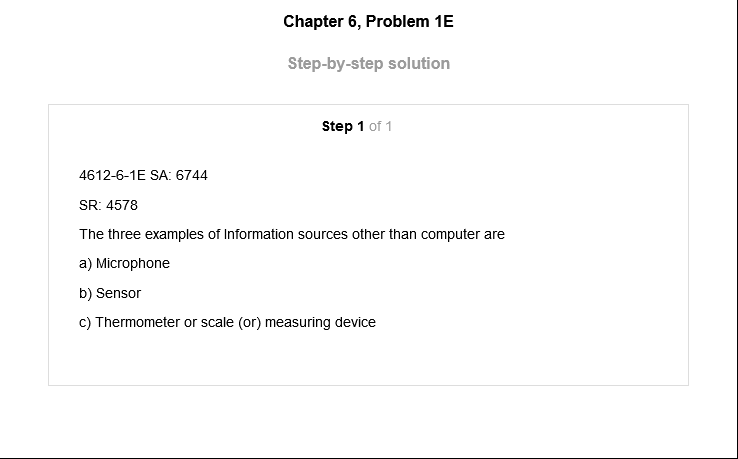 Chapter 6, Problem 1E
Step-by-step solution
Step 1 of 1
4612-6-1E SA: 6744
SR: 4578
The three examples of Information sources other than computer are
a) Microphone
b) Sensor
c) Thermometer or scale (or) measuring device